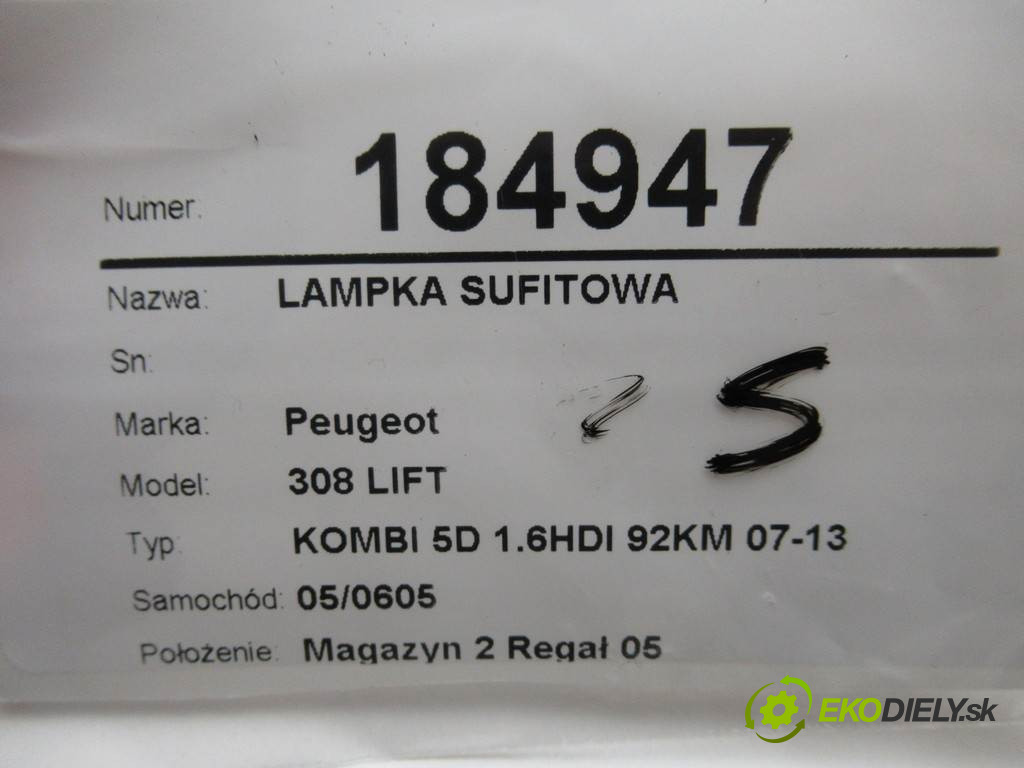 Numer: 184947
Nazwa: LAMPKA SUFITOWA
Sn:
Marka: Peugeot
Model: 308 LIFT
Typ: KOMBI 5D 1.6HDI 92KM 07-13
Samochód: 05/0605
Położenie: Magazyn 2 Regał 05
EKODIELY.sk